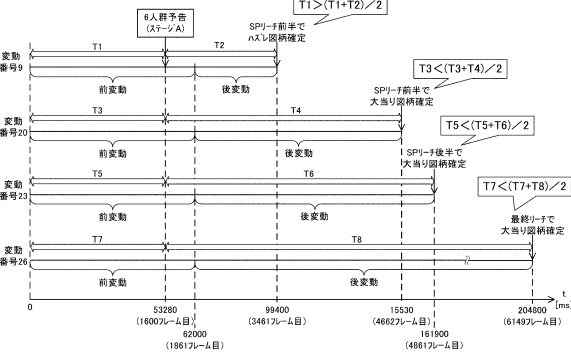 T1＞(T1+T2)／2
6人群予告
(ステージA)
SPリーチ前半で
ハズレ図柄確定
変動
番号9
T1
T2
前変動
後変動
T3＜(T3+T4)／2
SPリーチ前半で
大当り図柄確定
変動
番号20
T3
T4
前変動
後変動
T5＜(T5+T6)／2
SPリーチ後半で
大当り図柄確定
変動
番号23
T5
T6
前変動
後変動
T7＜(T7+T8)／2
最終リーチで
大当り図柄確定
変動
番号26
T7
T8
前変動
後変動
t
[ms]
0
53280
(1600フレーム目)
62000
(1861フレーム目)
99400
(3461フレーム目)
15530
(4662フレーム目)
161900
(4861フレーム目)
204800
(6149フレーム目)